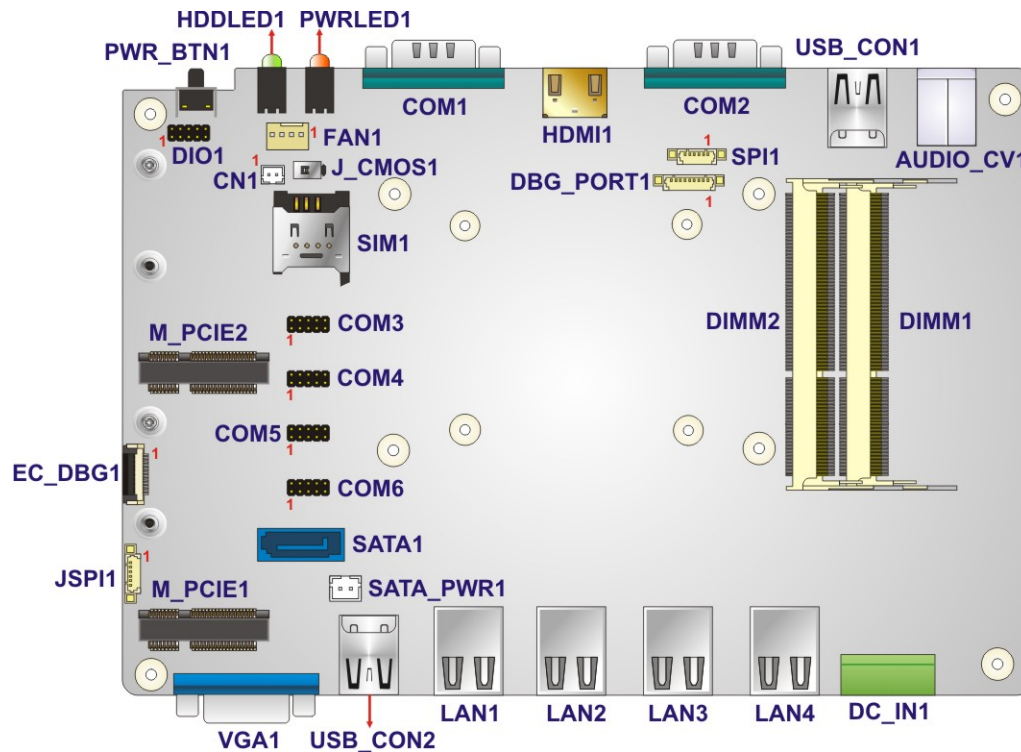 HDDLED1 PWRLED1
PWR_BTN1
USB_CON1
COM1
HDMI1
COM2
1
DIO1
1
FAN1
1
SPI1
AUDIO_CV1
1
CN1
J_CMOS1
DBG_PORT1
1
SIM1
COM3
1
DIMM2
DIMM1
M_PCIE2
COM4
1
COM5
1
EC_DBG1
1
COM6
1
SATA1
JSPI1
1
M_PCIE1
SATA_PWR1
LAN1
LAN2
LAN3
LAN4
DC_IN1
VGA1
USB_CON2